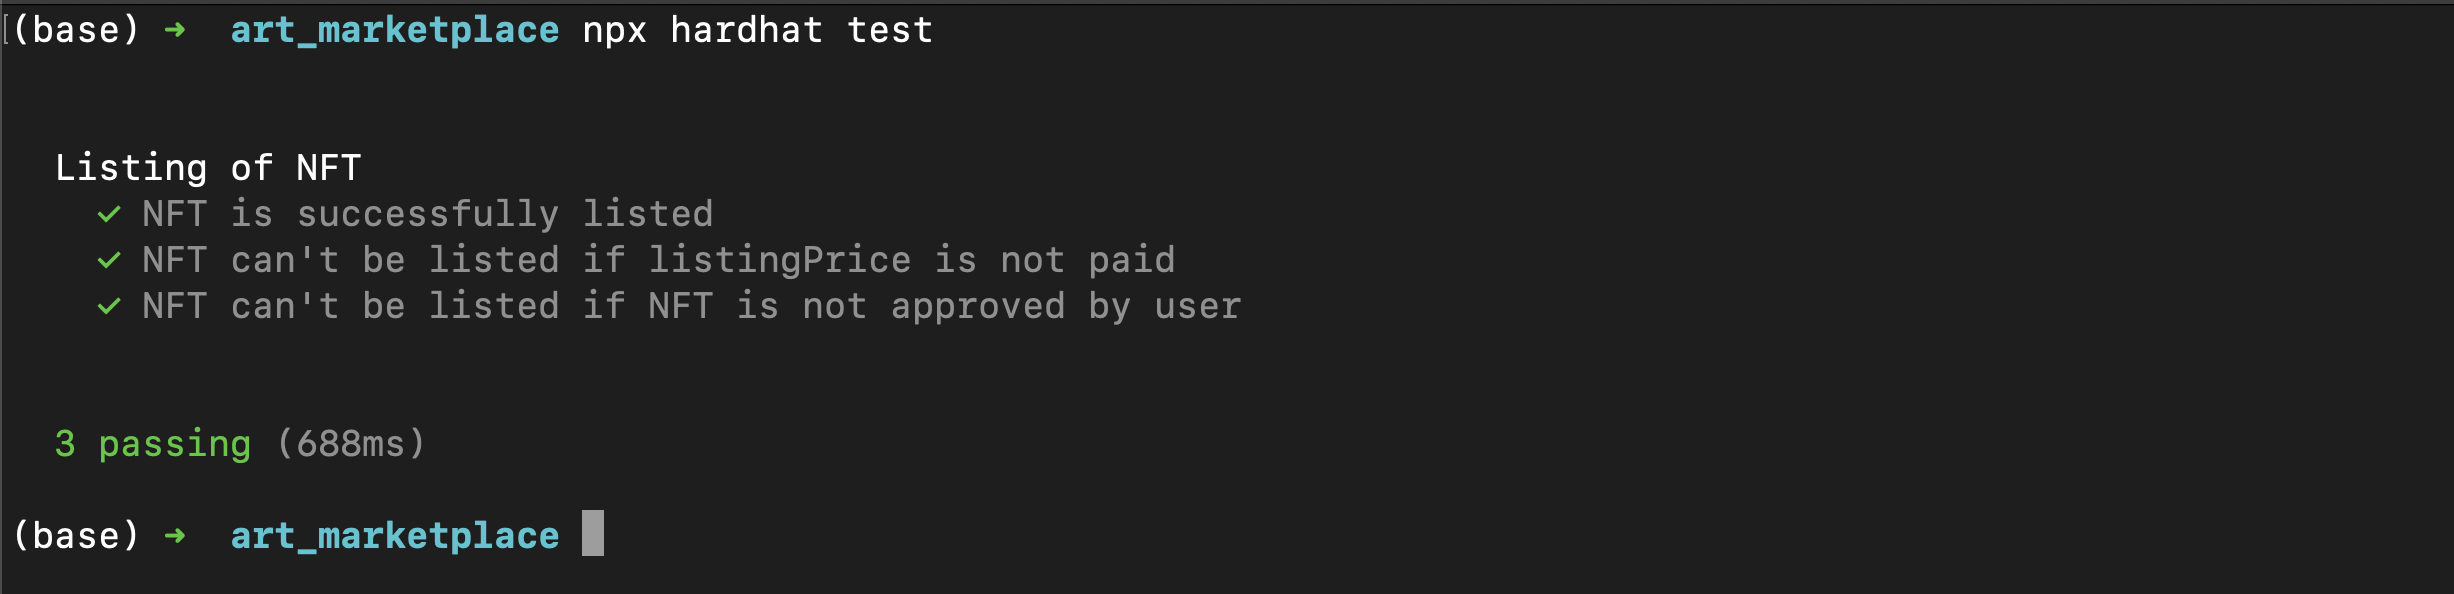 (base) ➜ art_marketplace npx hardhat test
Listing of NFT
✓ NFT is successfully listed
✓ NFT can't be listed if listingPrice is not paid
✓ NFT can't be listed if NFT is not approved by user
3 passing (688ms)
(base) ➜ art_marketplace